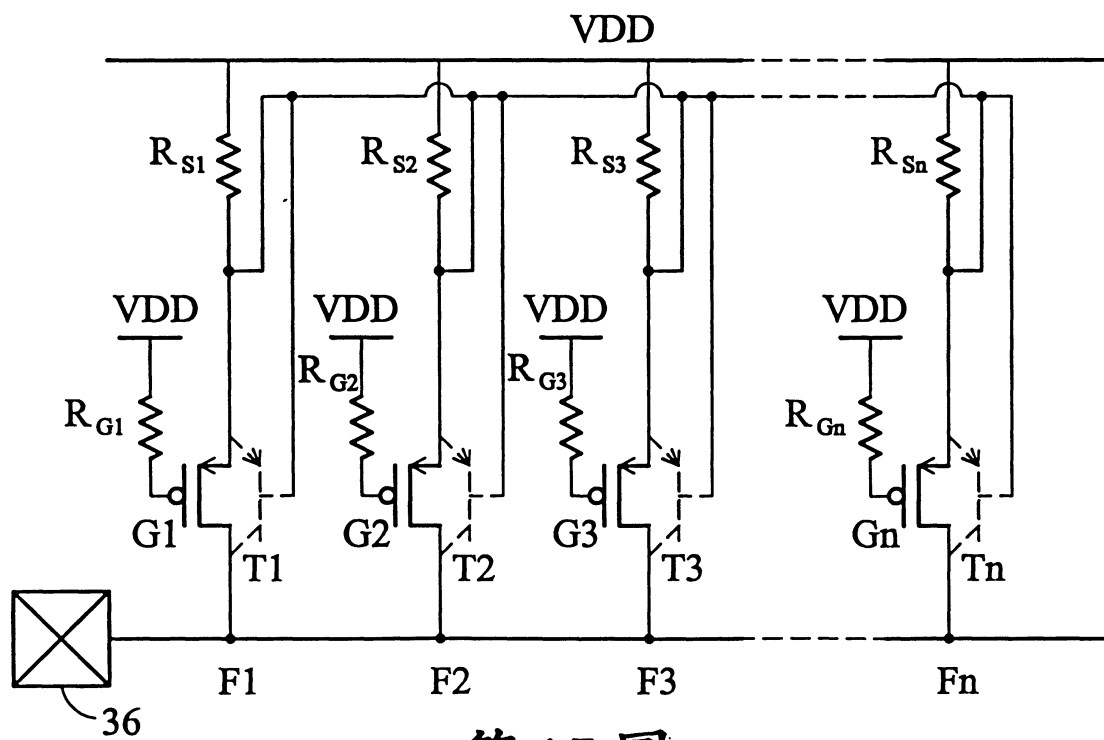 VDD
R S1 R S2 R S3 R Sn
VDD VDD VDD VDD
R G1 R G2 R G3 R Gn
G1 G2 G3 Gn
T1 T2 T3 Tn
F1 F2 F3 Fn
36